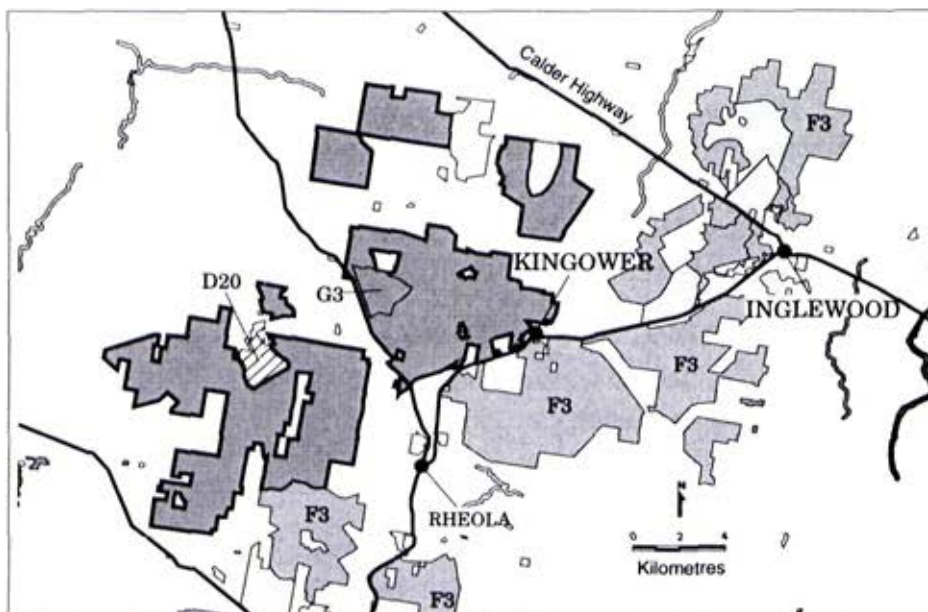 Calder Highway
F3
KINGOWER
D20
G3
INGLEWOOD
F3
F3
N
0 2 4
Kilometres
F3
RHEOLA
F3